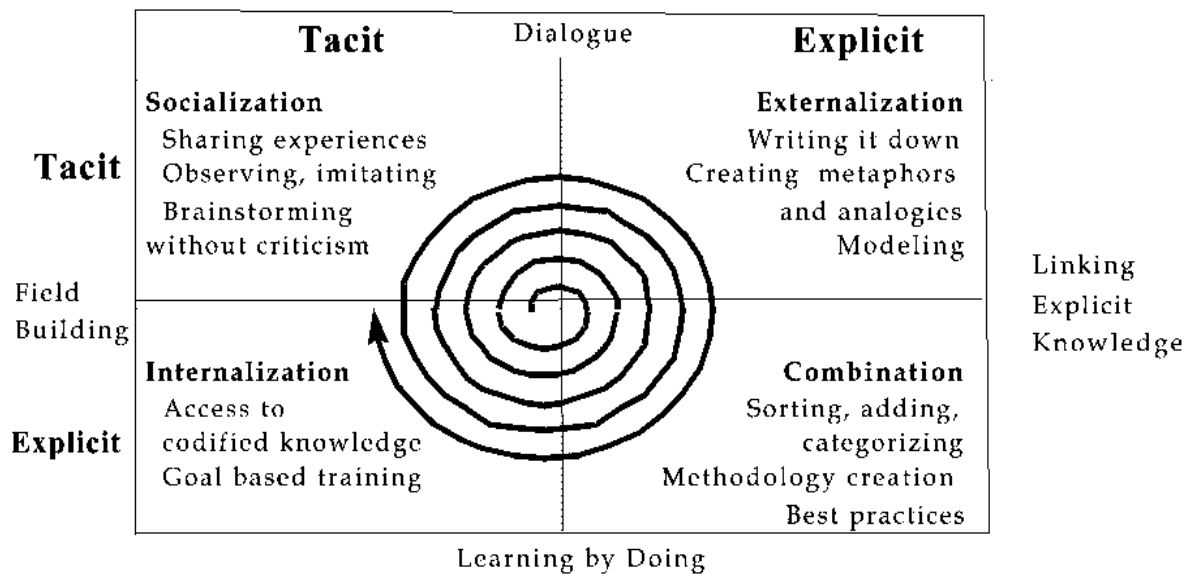 Tacit
Dialogue
Explicit
Socialization
Sharing experiences
Observing, imitating
Brainstorming
without criticism
Externalization
Writing it down
Creating metaphors
and analogies
Modeling
Tacit
Field
Building
Linking
Explicit
Knowledge
Internalization
Access to
codified knowledge
Goal based training
Combination
Sorting, adding,
categorizing
Methodology creation
Best practices
Explicit
Learning by Doing